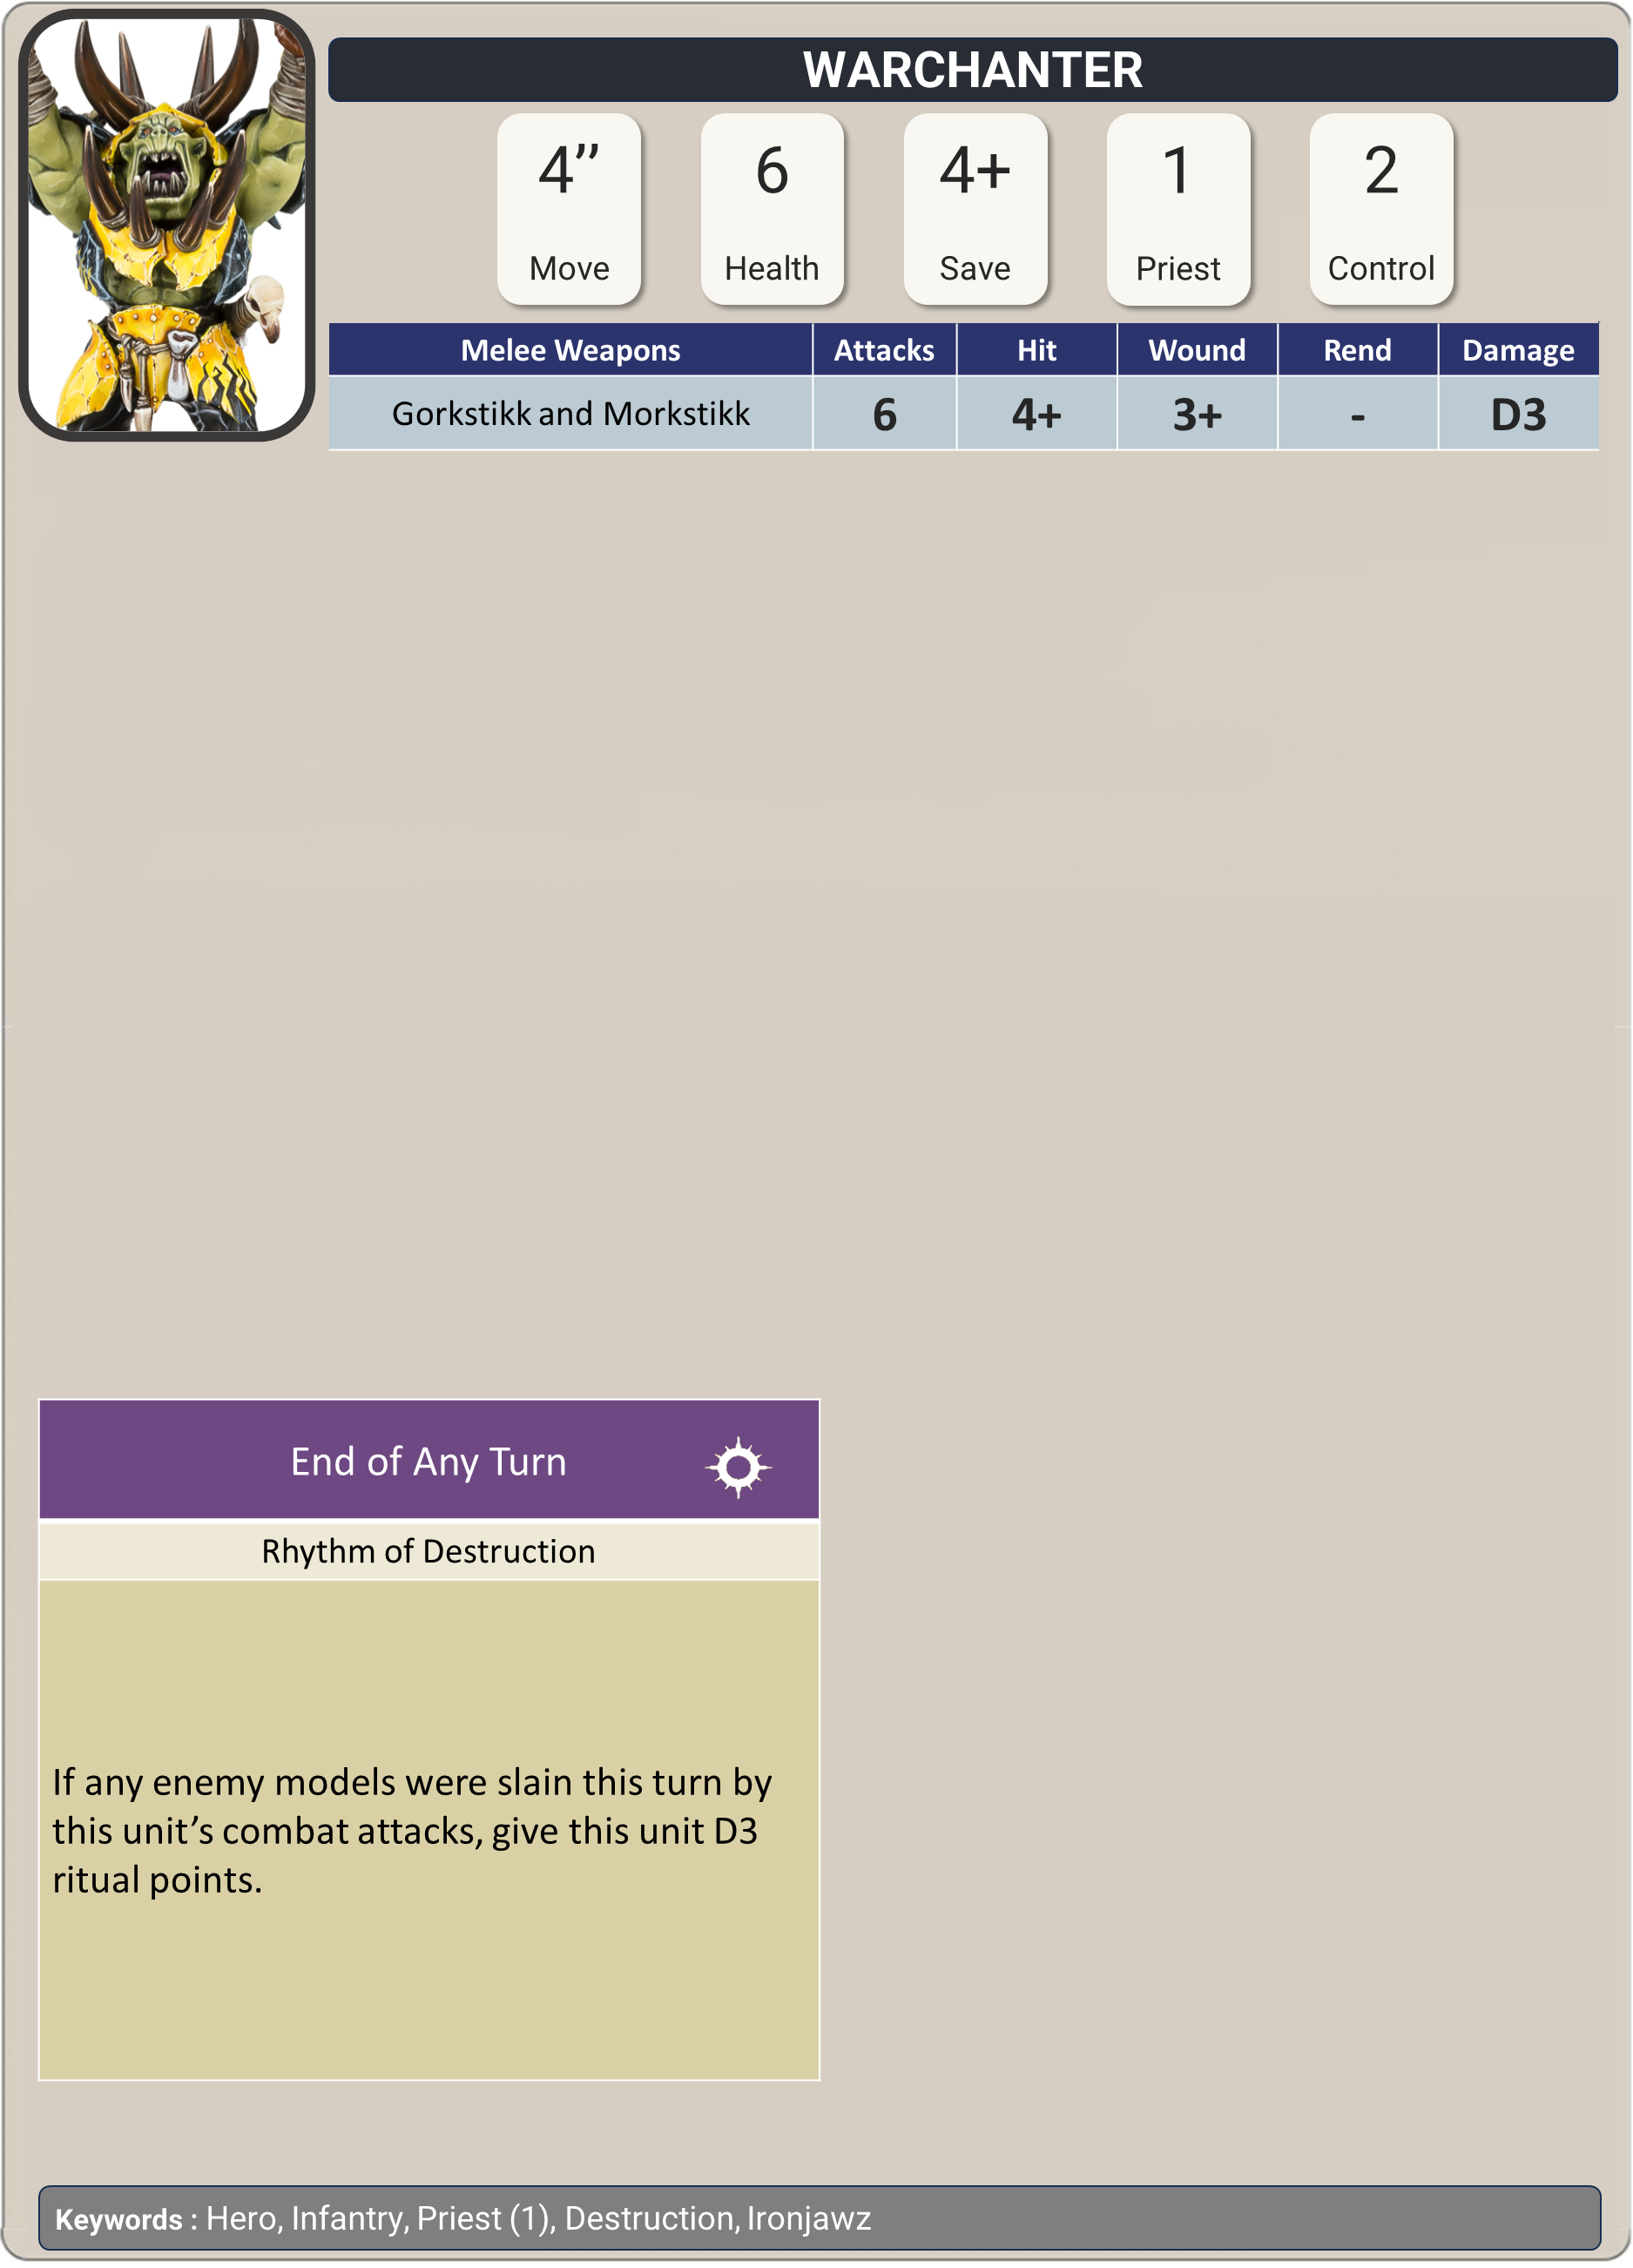 WARCHANTER
4” 6 4+ 1 2
Move Health Save Priest Control
Melee Weapons Attacks Hit Wound Rend Damage
Gorkstikk and Morkstikk 6 4+ 3+ - D3
End of Any Turn
Rhythm of Destruction
If any enemy models were slain this turn by
this unit’s combat attacks, give this unit D3
ritual points.
Keywords : Hero, Infantry, Priest (1), Destruction, Ironjawz